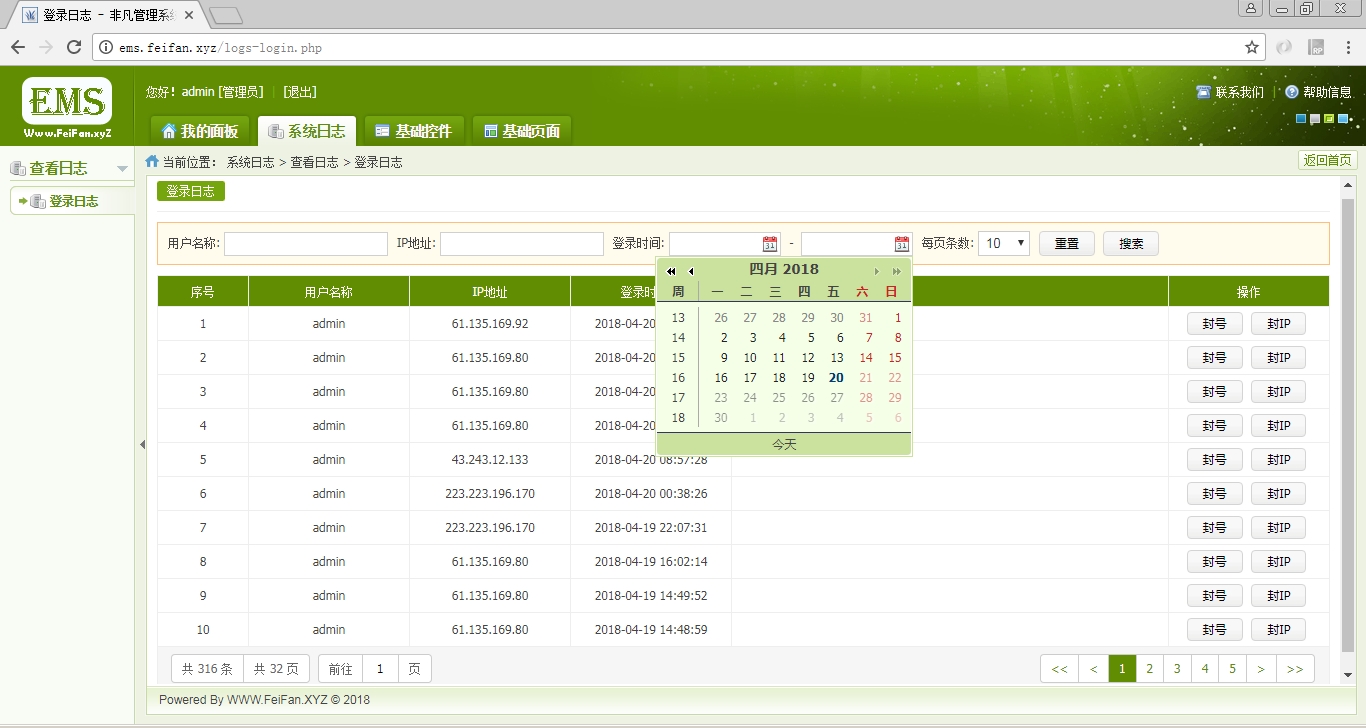 登录日志 - 非凡管理系
ems.feifan.xyz/logs-login.php
EMS
Www.FeiFan.xyZ
您好！admin [管理员] | [退出]
联系我们 | 帮助信息
我的面板 系统日志 基础控件 基础页面
查看日志
登录日志
当前位置： 系统日志 > 查看日志 > 登录日志
返回首页
登录日志
用户名称: IP地址: 登录时间: 31 - 31 每页条数: 10 重置 搜索
四月 2018
周 一 二 三 四 五 六 日
13 26 27 28 29 30 31 1
14 2 3 4 5 6 7 8
15 9 10 11 12 13 14 15
16 16 17 18 19 20 21 22
17 23 24 25 26 27 28 29
18 30 1 2 3 4 5 6
今天
序号 用户名称 IP地址 登录时 操作
1 admin 61.135.169.92 2018-04-20 封号 封IP
2 admin 61.135.169.80 2018-04-20 封号 封IP
3 admin 61.135.169.80 2018-04-20 封号 封IP
4 admin 61.135.169.80 2018-04-20 封号 封IP
5 admin 43.243.12.133 2018-04-20 08:57:28 封号 封IP
6 admin 223.223.196.170 2018-04-20 00:38:26 封号 封IP
7 admin 223.223.196.170 2018-04-19 22:07:31 封号 封IP
8 admin 61.135.169.80 2018-04-19 16:02:14 封号 封IP
9 admin 61.135.169.80 2018-04-19 14:49:52 封号 封IP
10 admin 61.135.169.80 2018-04-19 14:48:59 封号 封IP
共 316 条 共 32 页 前往 1 页
<< < 1 2 3 4 5 > >>
Powered By WWW.FeiFan.XYZ © 2018